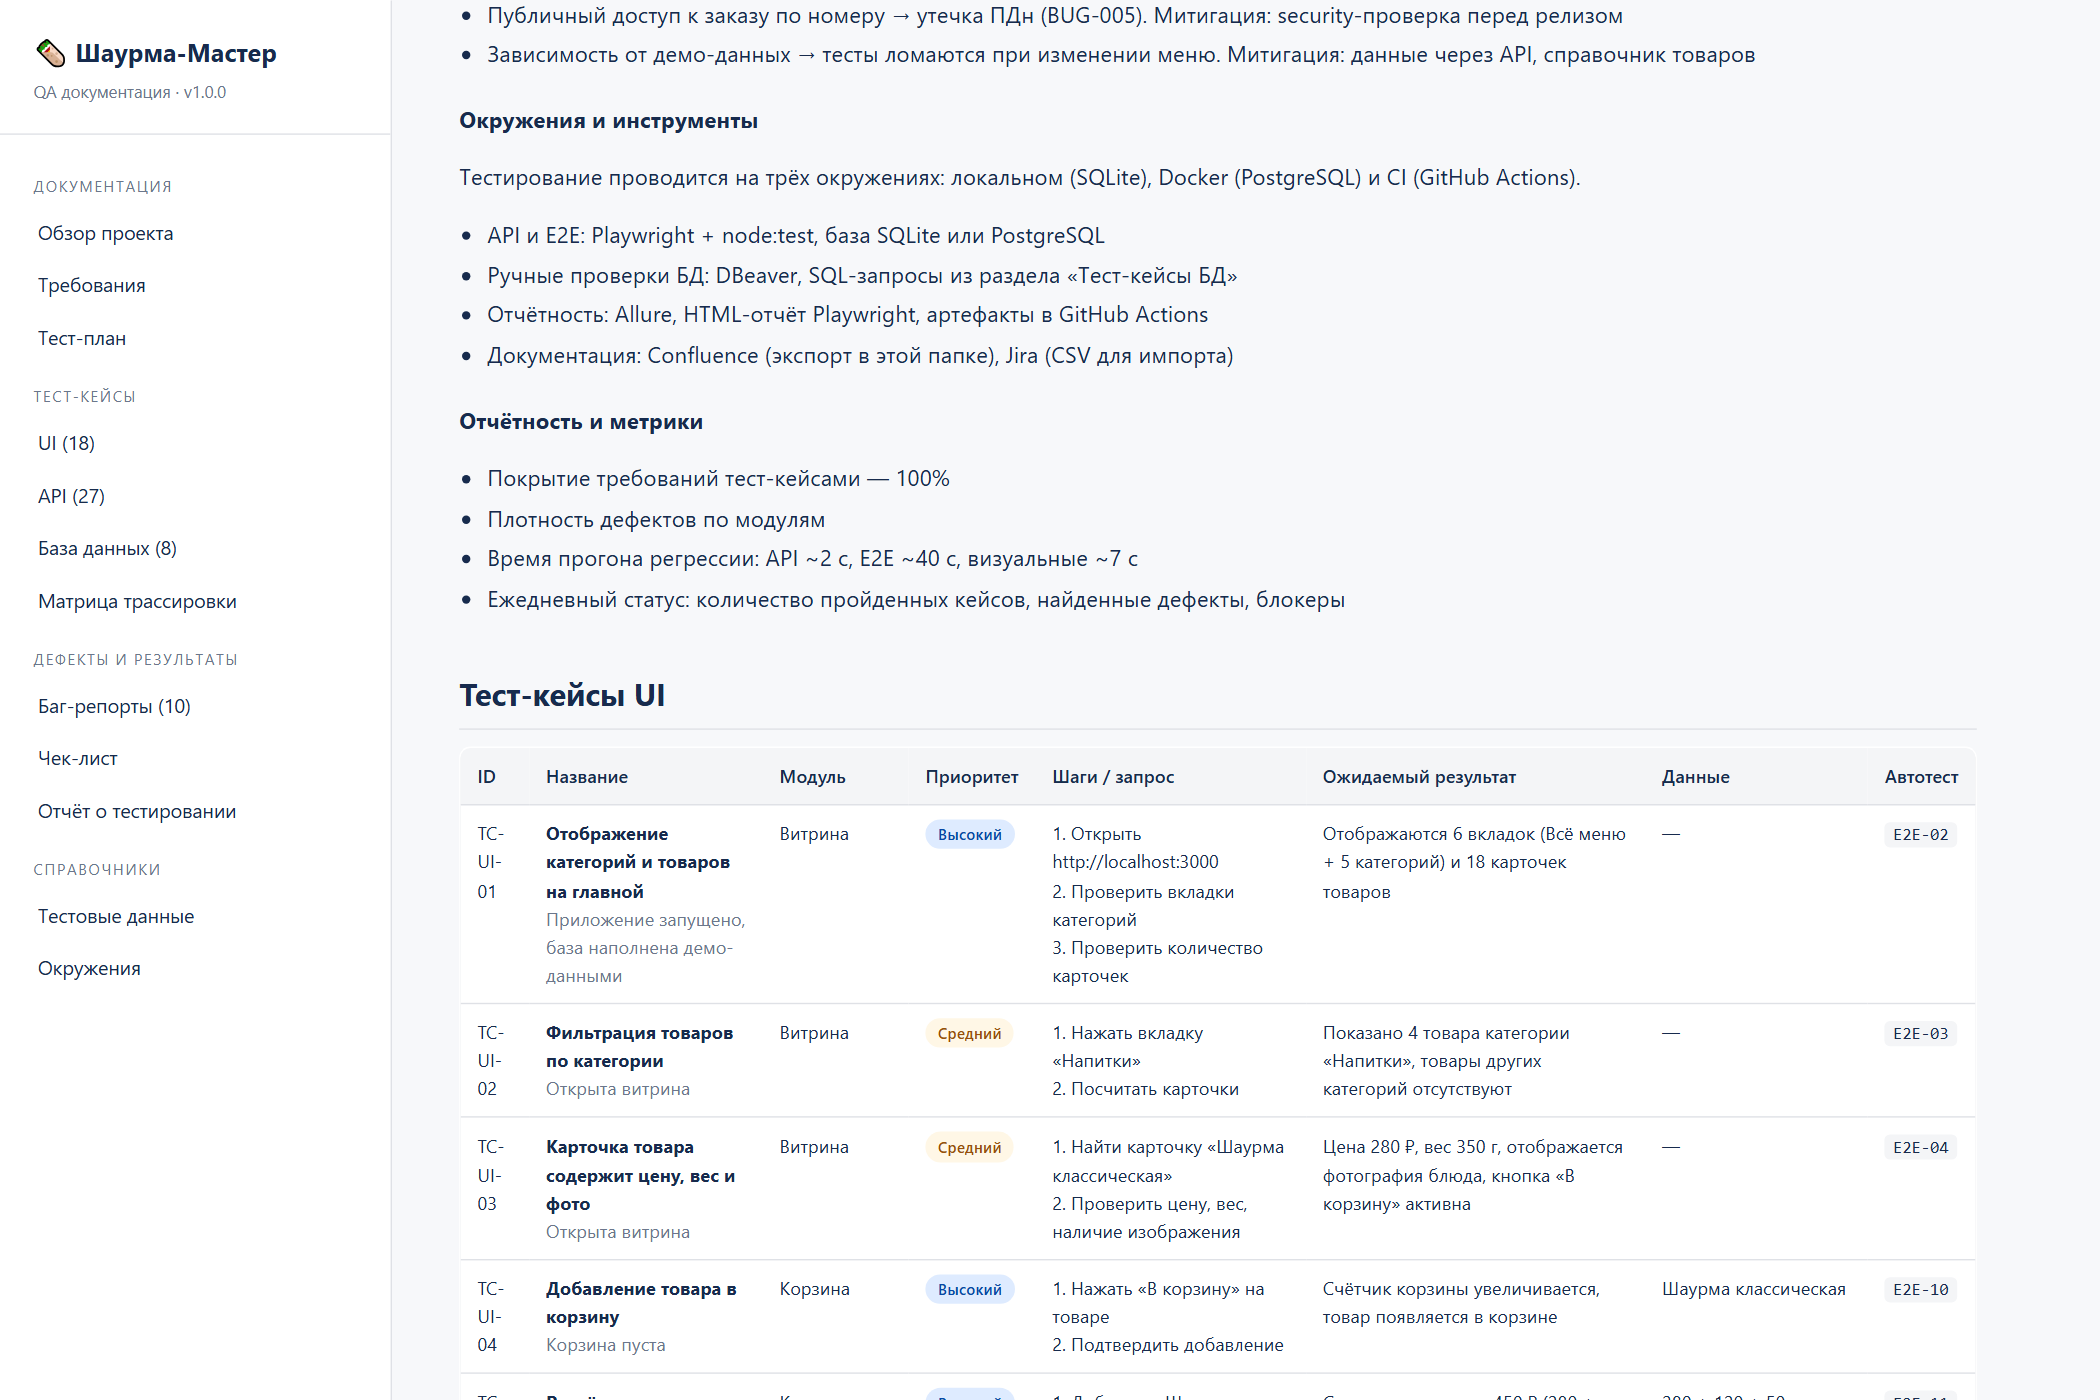 Шаурма-Мастер
QA документация · v1.0.0
ДОКУМЕНТАЦИЯ
Обзор проекта
Требования
Тест-план
ТЕСТ-КЕЙСЫ
UI (18)
API (27)
База данных (8)
Матрица трассировки
ДЕФЕКТЫ И РЕЗУЛЬТАТЫ
Баг-репорты (10)
Чек-лист
Отчёт о тестировании
СПРАВОЧНИКИ
Тестовые данные
Окружения
• Публичный доступ к заказу по номеру → утечка ПДн (BUG-005). Митигация: security-проверка перед релизом
• Зависимость от демо-данных → тесты ломаются при изменении меню. Митигация: данные через API, справочник товаров
Окружения и инструменты
Тестирование проводится на трёх окружениях: локальном (SQLite), Docker (PostgreSQL) и CI (GitHub Actions).
• API и E2E: Playwright + node:test, база SQLite или PostgreSQL
• Ручные проверки БД: DBeaver, SQL-запросы из раздела «Тест-кейсы БД»
• Отчётность: Allure, HTML-отчёт Playwright, артефакты в GitHub Actions
• Документация: Confluence (экспорт в этой папке), Jira (CSV для импорта)
Отчётность и метрики
• Покрытие требований тест-кейсами — 100%
• Плотность дефектов по модулям
• Время прогона регрессии: API ~2 с, E2E ~40 с, визуальные ~7 с
• Ежедневный статус: количество пройденных кейсов, найденные дефекты, блокеры
Тест-кейсы UI
ID Название Модуль Приоритет Шаги / запрос Ожидаемый результат Данные Автотест
TC-
UI-
01
Отображение
категорий и товаров
на главной
Приложение запущено,
база наполнена демо-
данными
Витрина
Высокий
1. Открыть
http://localhost:3000
2. Проверить вкладки
категорий
3. Проверить количество
карточек
Отображаются 6 вкладок (Всё меню
+ 5 категорий) и 18 карточек
товаров
—
E2E-02
TC-
UI-
02
Фильтрация товаров
по категории
Открыта витрина
Витрина
Средний
1. Нажать вкладку
«Напитки»
2. Посчитать карточки
Показано 4 товара категории
«Напитки», товары других
категорий отсутствуют
—
E2E-03
TC-
UI-
03
Карточка товара
содержит цену, вес и
фото
Открыта витрина
Витрина
Средний
1. Найти карточку «Шаурма
классическая»
2. Проверить цену, вес,
наличие изображения
Цена 280 ₽, вес 350 г, отображается
фотография блюда, кнопка «В
корзину» активна
—
E2E-04
TC-
UI-
04
Добавление товара в
корзину
Корзина пуста
Корзина
Высокий
1. Нажать «В корзину» на
товаре
2. Подтвердить добавление
Счётчик корзины увеличивается,
товар появляется в корзине
Шаурма классическая
E2E-10